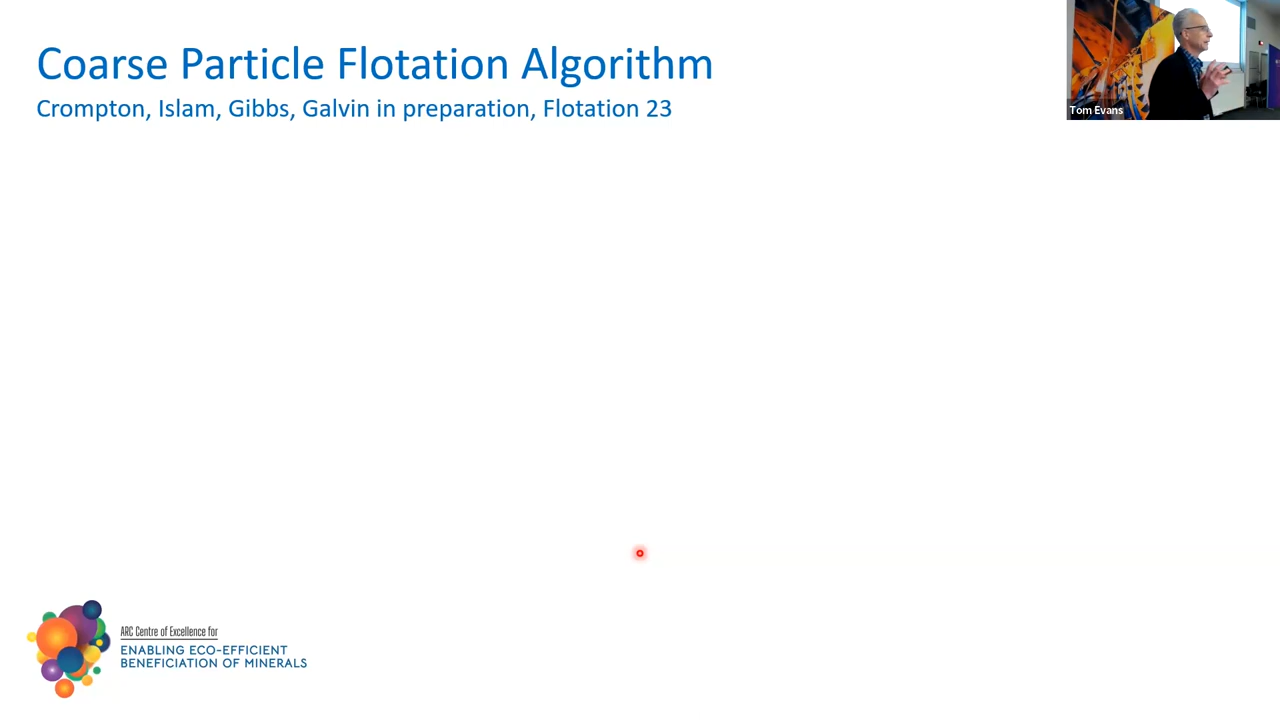 Coarse Particle Flotation Algorithm
Crompton, Islam, Gibbs, Galvin in preparation, Flotation 23
Tom Evans
ARC Centre of Excellence for
ENABLING ECO-EFFICIENT
BENEFICIATION OF MINERALS